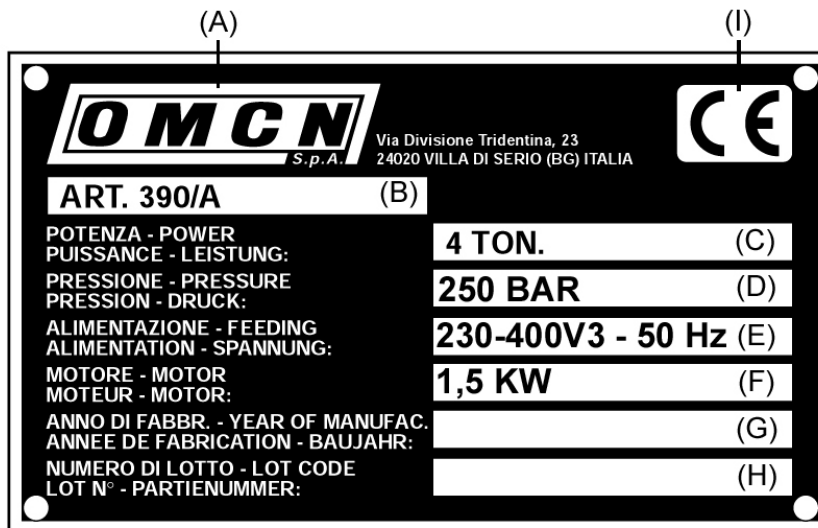 (A) (I)
OMCN
S.p.A.
Via Divisione Tridentina, 23
24020 VILLA DI SERIO (BG) ITALIA
CE
ART. 390/A (B)
POTENZA - POWER
PUISSANCE - LEISTUNG:
4 TON. (C)
PRESSIONE - PRESSURE
PRESSION - DRUCK:
250 BAR (D)
ALIMENTAZIONE - FEEDING
ALIMENTATION - SPANNUNG:
230-400V3 - 50 Hz (E)
MOTORE - MOTOR
MOTEUR - MOTOR:
1,5 KW (F)
ANNO DI FABBR. - YEAR OF MANUFAC.
ANNEE DE FABRICATION - BAUJAHR:
(G)
NUMERO DI LOTTO - LOT CODE
LOT N° - PARTIENUMMER:
(H)